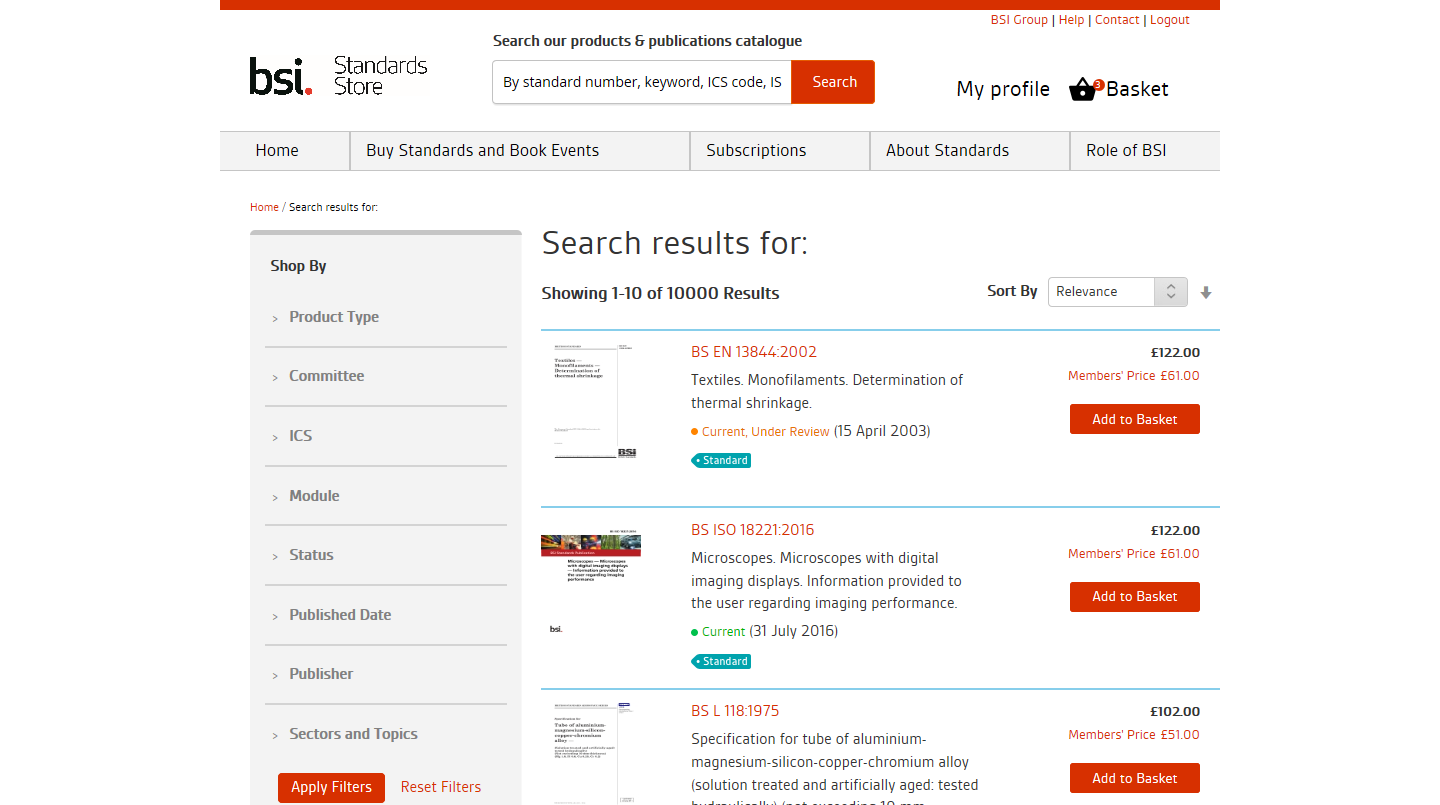 BSI Group | Help | Contact | Logout
Search our products & publications catalogue
bsi. Standards Store
By standard number, keyword, ICS code, IS
Search
My profile
3
Basket
Home
Buy Standards and Book Events
Subscriptions
About Standards
Role of BSI
Home / Search results for:
Shop By
> Product Type
> Committee
> ICS
> Module
> Status
> Published Date
> Publisher
> Sectors and Topics
Apply Filters
Reset Filters
Search results for:
Showing 1-10 of 10000 Results
Sort By
Relevance
Textiles —
Monofilaments —
Determination of
thermal shrinkage
BSi
BS EN 13844:2002
Textiles. Monofilaments. Determination of
thermal shrinkage.
Current, Under Review (15 April 2003)
Standard
£122.00
Members' Price £61.00
Add to Basket
Microscopes — Microscopes
with digital imaging displays
— Information provided to
the user regarding imaging
performance
bsi.
BS ISO 18221:2016
Microscopes. Microscopes with digital
imaging displays. Information provided to
the user regarding imaging performance.
Current (31 July 2016)
Standard
£122.00
Members' Price £61.00
Add to Basket
Tube of aluminium-
magnesium-silicon-
copper-chromium
alloy —
BS L 118:1975
Specification for tube of aluminium-
magnesium-silicon-copper-chromium alloy
(solution treated and artificially aged: tested
hydraulically) (not exceeding 10 mm
£102.00
Members' Price £51.00
Add to Basket